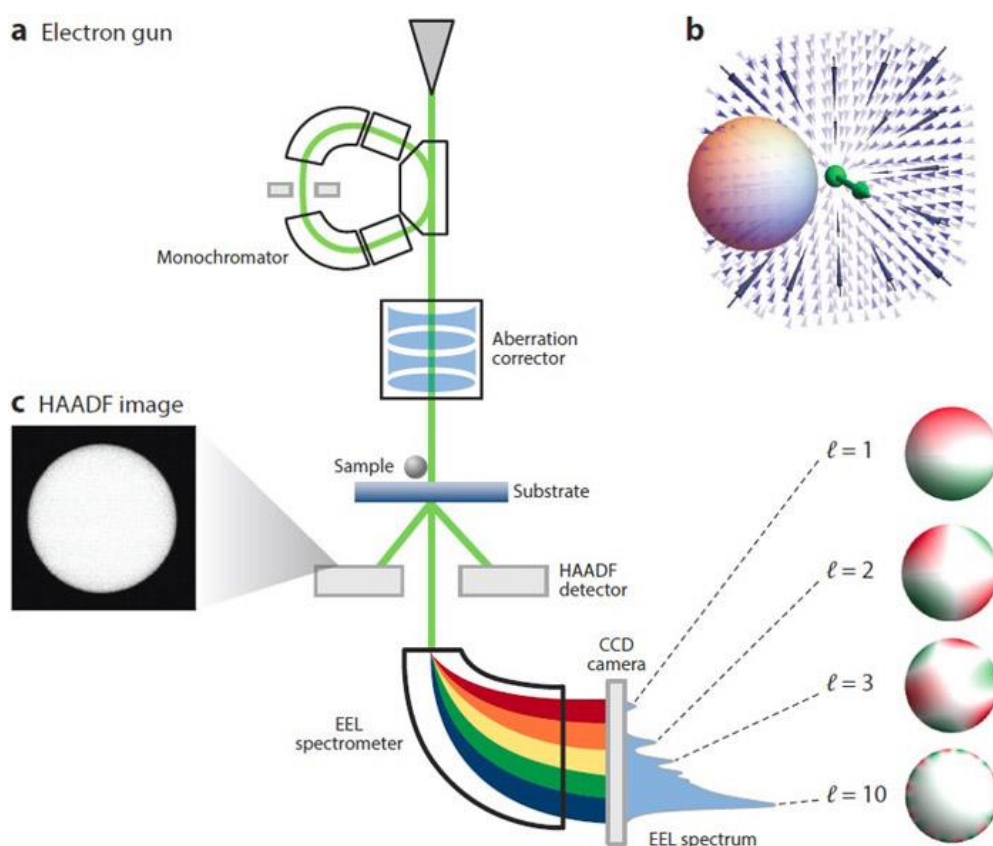 a Electron gun
b
Monochromator
Aberration
corrector
c HAADF image
Sample
Substrate
HAADF
detector
CCD
camera
EEL
spectrometer
EEL spectrum
ℓ = 1
ℓ = 2
ℓ = 3
ℓ = 10